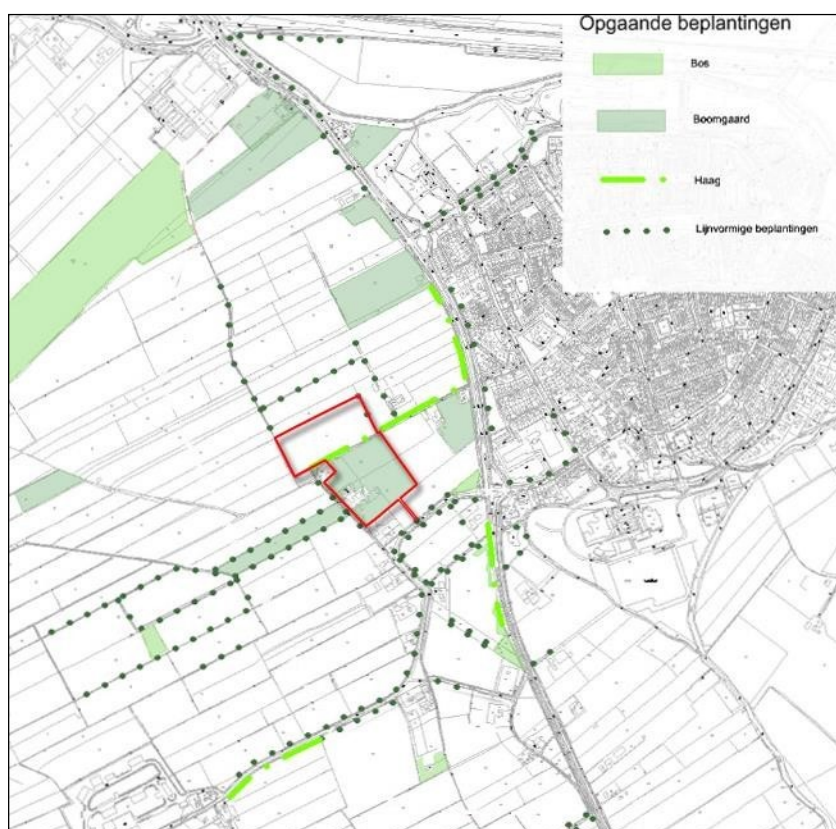 Opgaande beplantingen
Bos
Boomgaard
Haag
Lijnvormige beplantingen